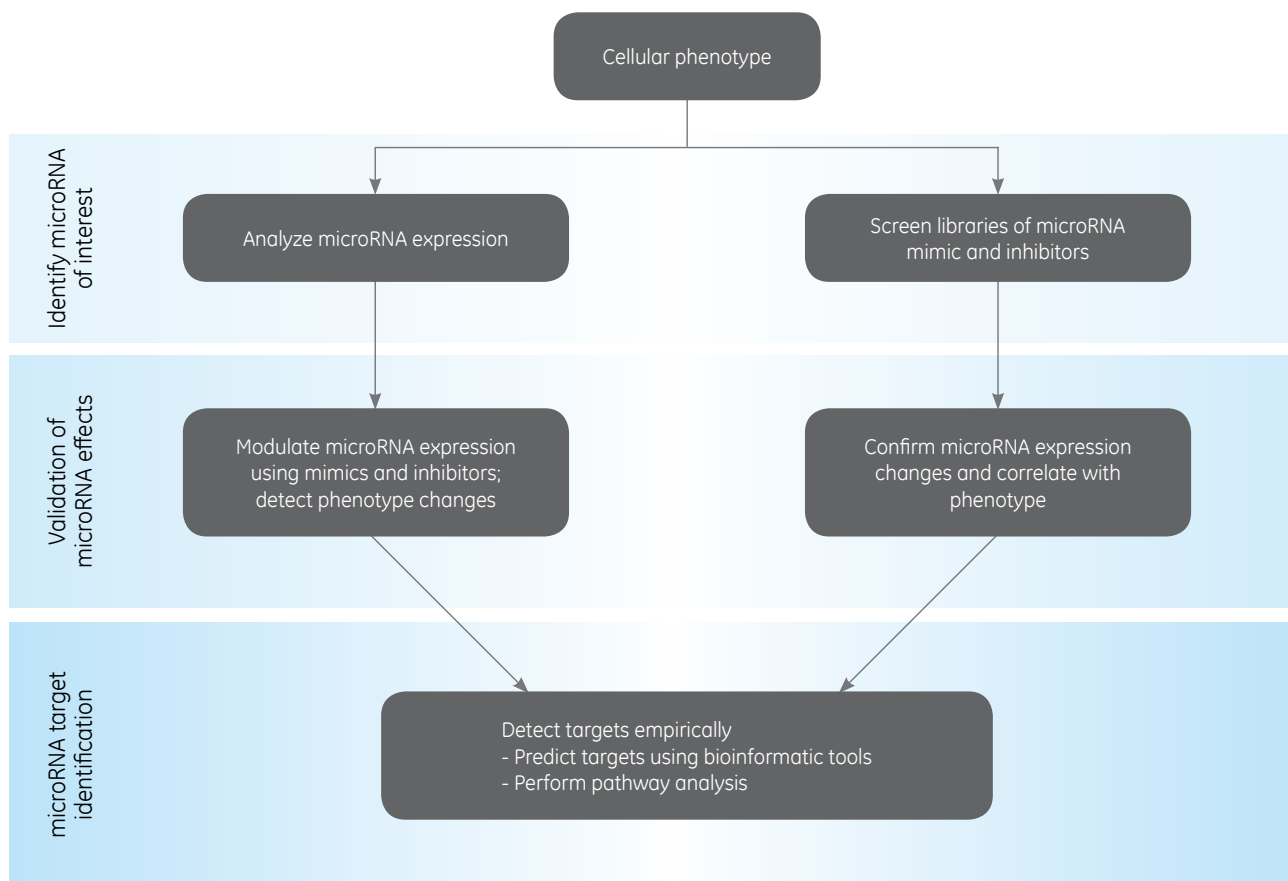 Cellular phenotype
Identify microRNA
of interest
Analyze microRNA expression
Screen libraries of microRNA
mimic and inhibitors
Validation of
microRNA effects
Modulate microRNA expression
using mimics and inhibitors;
detect phenotype changes
Confirm microRNA expression
changes and correlate with
phenotype
microRNA target
identification
Detect targets empirically
- Predict targets using bioinformatic tools
- Perform pathway analysis